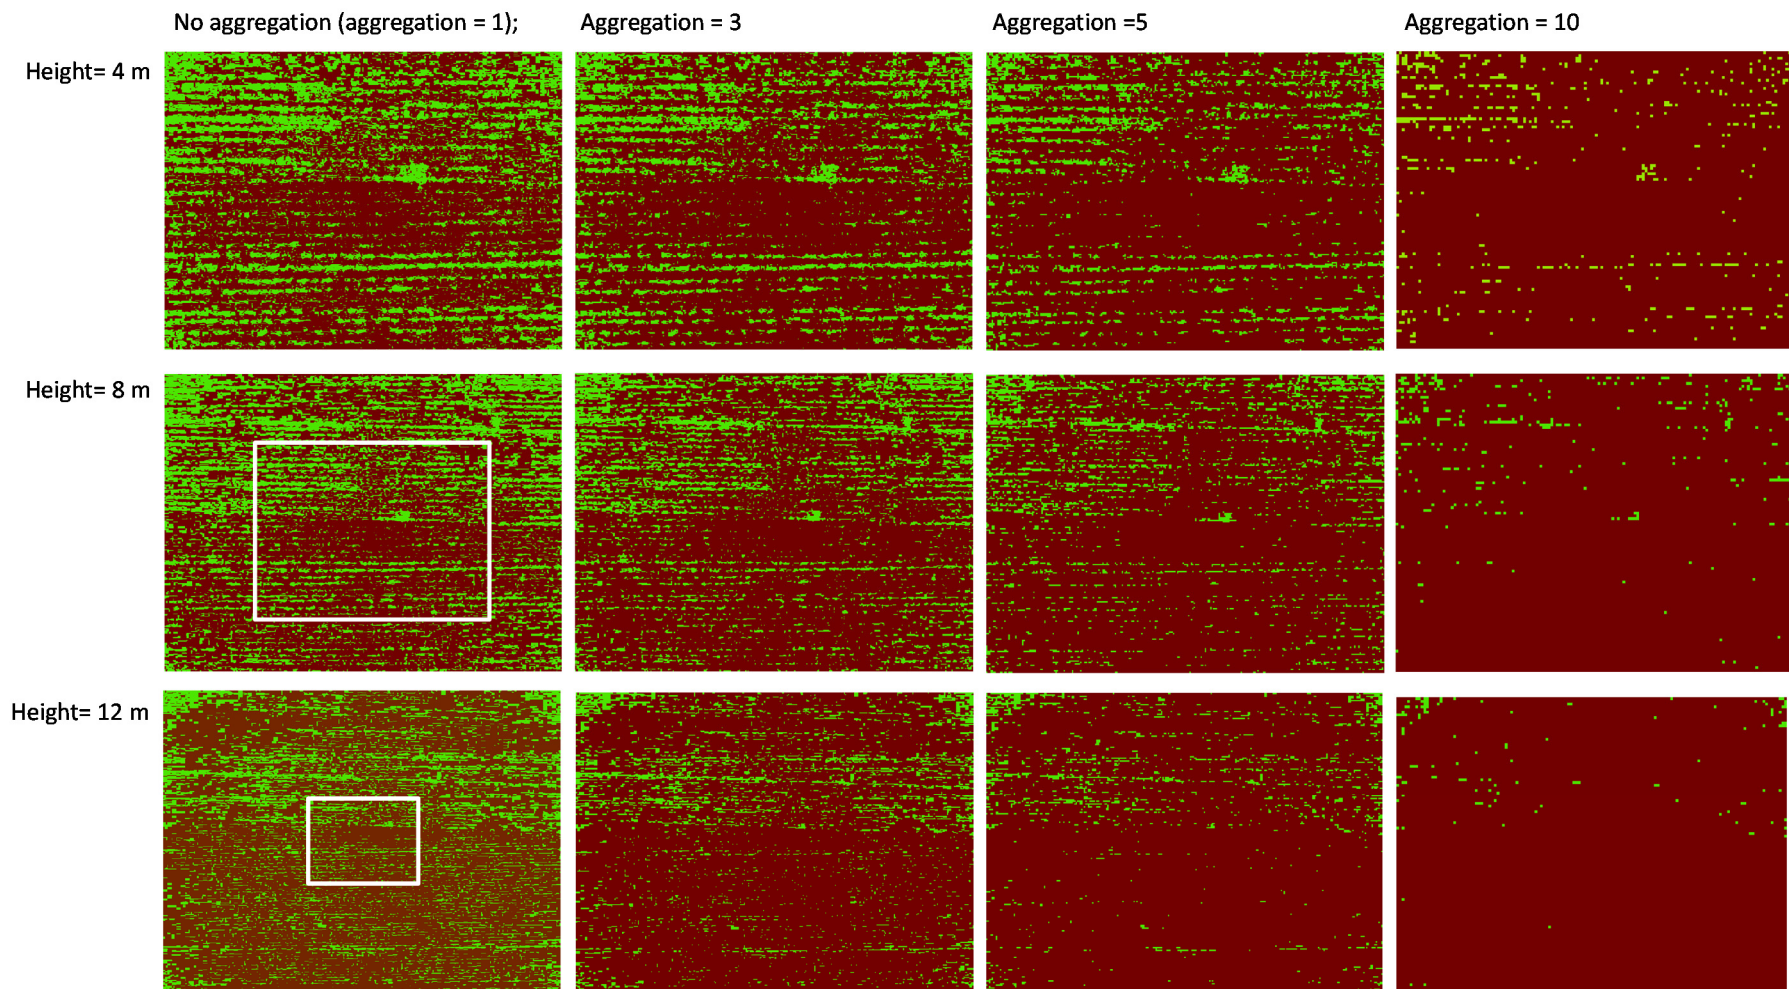 No aggregation (aggregation = 1);
Aggregation = 3
Aggregation =5
Aggregation = 10
Height= 4 m
Height= 8 m
Height= 12 m